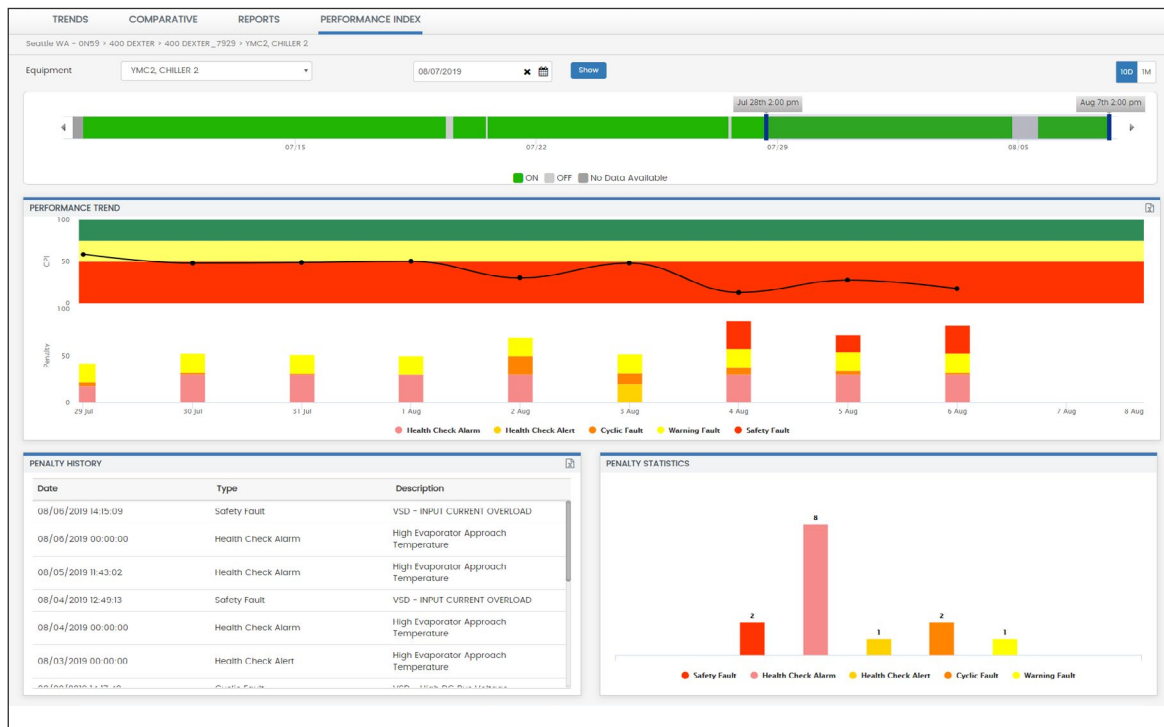 TRENDS COMPARATIVE REPORTS PERFORMANCE INDEX
Seattle WA - 0N59 > 400 DEXTER > 400 DEXTER_7929 > YMC2, CHILLER 2
Equipment YMC2, CHILLER 2 08/07/2019 Show 10D 1M
Jul 28th 2:00 pm Aug 7th 2:00 pm
07/15 07/22 07/29 08/05
ON OFF No Data Available
PERFORMANCE TREND
100
CPI
50
0
100
Penalty
50
0
29 Jul 30 Jul 31 Jul 1 Aug 2 Aug 3 Aug 4 Aug 5 Aug 6 Aug 7 Aug 8 Aug
Health Check Alarm Health Check Alert Cyclic Fault Warning Fault Safety Fault
PENALTY HISTORY
Date Type Description
08/06/2019 14:15:09 Safety Fault VSD - INPUT CURRENT OVERLOAD
08/06/2019 00:00:00 Health Check Alarm High Evaporator Approach
Temperature
08/05/2019 11:43:02 Health Check Alarm High Evaporator Approach
Temperature
08/04/2019 12:49:13 Safety Fault VSD - INPUT CURRENT OVERLOAD
08/04/2019 00:00:00 Health Check Alarm High Evaporator Approach
Temperature
08/03/2019 00:00:00 Health Check Alert High Evaporator Approach
Temperature
Cyclic Fault VSD - High DC Bus Voltage
PENALTY STATISTICS
2 8 1 2 1
Safety Fault Health Check Alarm Health Check Alert Cyclic Fault Warning Fault